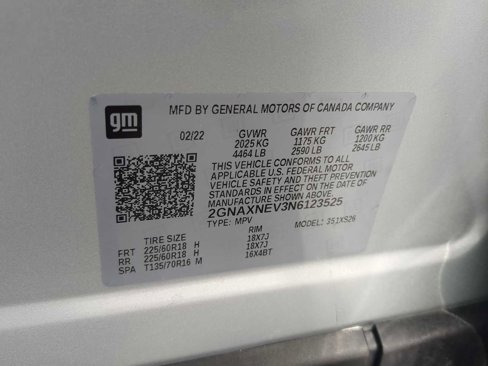 gm
MFD BY GENERAL MOTORS OF CANADA COMPANY
02/22 GVWR GAWR FRT GAWR RR
2025 KG 1175 KG 1200 KG
4464 LB 2590 LB 2645 LB
THIS VEHICLE CONFORMS TO ALL
APPLICABLE U.S. FEDERAL MOTOR
VEHICLE SAFETY AND THEFT PREVENTION
STANDARDS IN EFFECT ON THE DATE OF
MANUFACTURE SHOWN ABOVE.
2GNAXNEV3N6123525
TYPE: MPV MODEL: 351XS26
TIRE SIZE RIM
FRT 225/60R18 H 18X7J
RR 225/60R18 H 18X7J
SPA T135/70R16 M 16X4BT